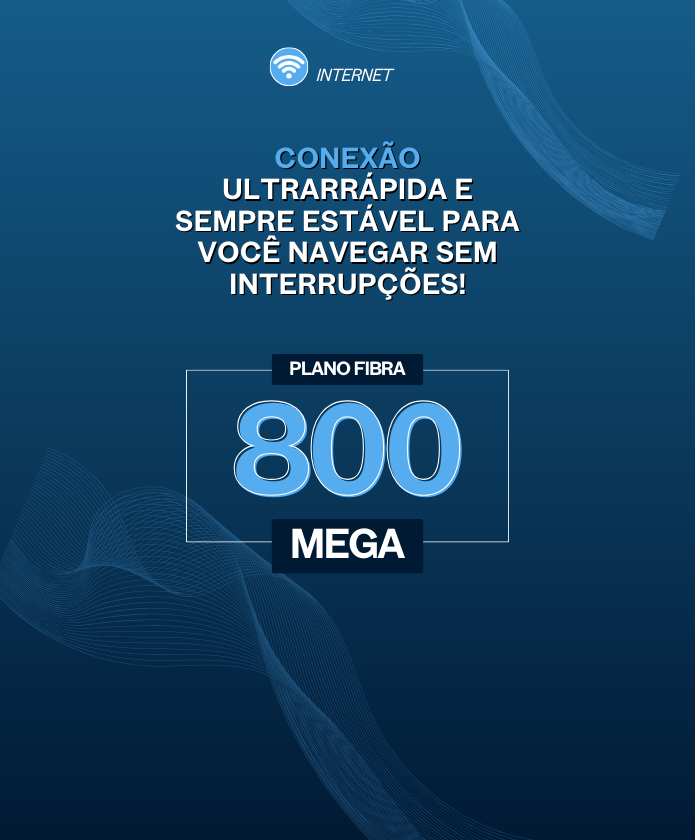 INTERNET
CONEXÃO
ULTRARRÁPIDA E
SEMPRE ESTÁVEL PARA
VOCÊ NAVEGAR SEM
INTERRUPÇÕES!
PLANO FIBRA
800
MEGA